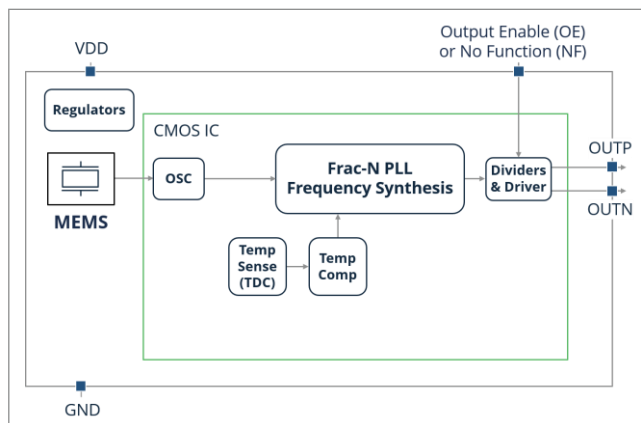 VDD
Output Enable (OE)
or No Function (NF)
Regulators
CMOS IC
OUTP
OSC
Frac-N PLL
Frequency Synthesis
Dividers
& Driver
MEMS
OUTN
Temp
Sense
(TDC)
Temp
Comp
GND